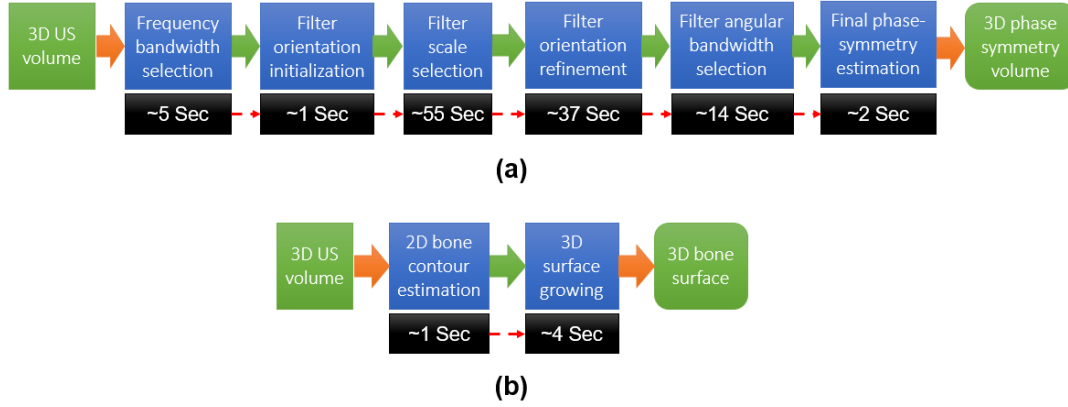 3D US
volume
Frequency
bandwidth
selection
Filter
orientation
initialization
Filter
scale
selection
Filter
orientation
refinement
Filter angular
bandwidth
selection
Final phase-
symmetry
estimation
3D phase
symmetry
volume
~5 Sec
~1 Sec
~55 Sec
~37 Sec
~14 Sec
~2 Sec
(a)
3D US
volume
2D bone
contour
estimation
3D
surface
growing
3D bone
surface
~1 Sec
~4 Sec
(b)